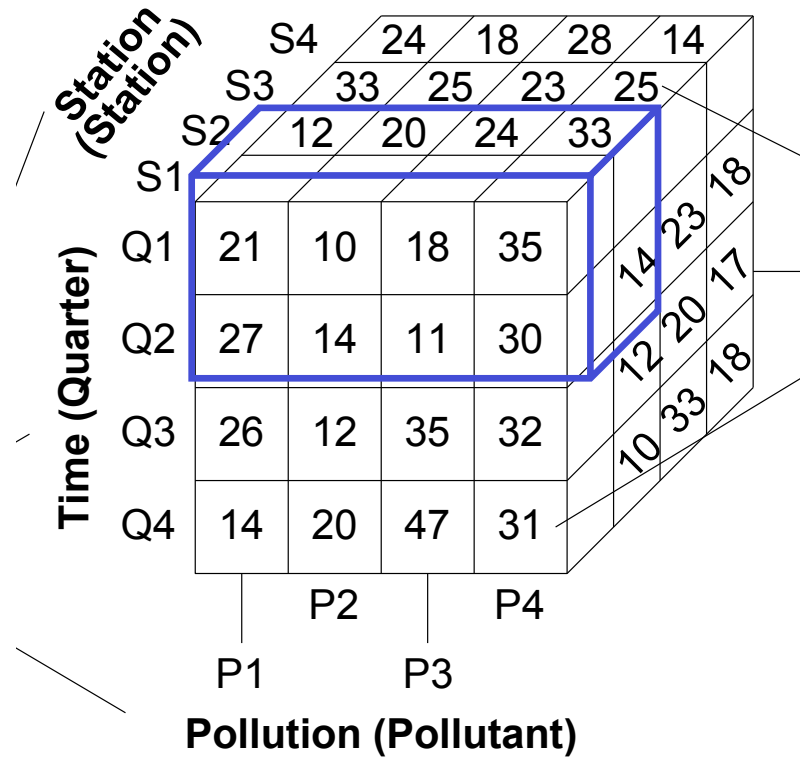 Station
(Station)
S4 24 18 28 14
S3 33 25 23 25
S2 12 20 24 33
S1
Q1 21 10 18 35
Q2 27 14 11 30
Q3 26 12 35 32
Q4 14 20 47 31
14 23 18
12 20 17
10 33 18
Time (Quarter)
P2 P4
P1 P3
Pollution (Pollutant)